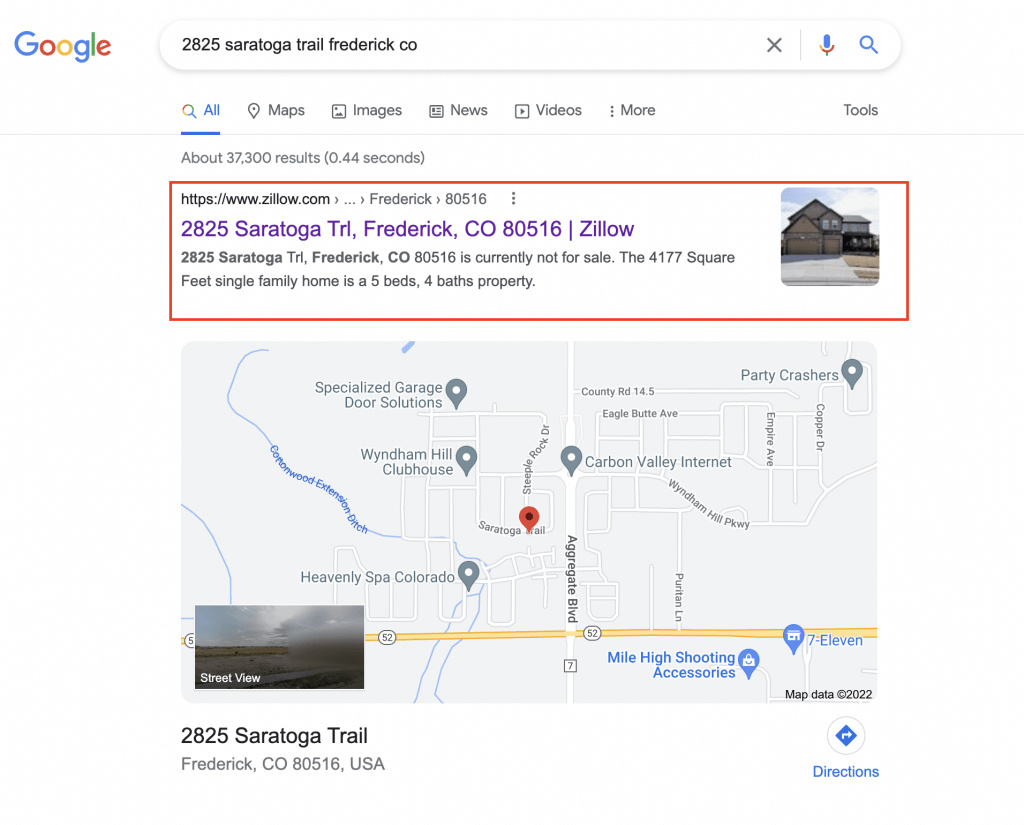 Google
2825 saratoga trail frederick co
All
Maps
Images
News
Videos
More
Tools
About 37,300 results (0.44 seconds)
https://www.zillow.com › ... › Frederick › 80516
2825 Saratoga Trl, Frederick, CO 80516 | Zillow
2825 Saratoga Trl, Frederick, CO 80516 is currently not for sale. The 4177 Square
Feet single family home is a 5 beds, 4 baths property.
Party Crashers
Specialized Garage
Door Solutions
County Rd 14.5
Eagle Butte Ave
Copper Dr
Empire Ave
Steeple Rock Dr
Wyndham Hill
Clubhouse
Carbon Valley Internet
Cottonwood Extension Ditch
Wyndham Hill Pkwy
Saratoga Trail
Aggregate Blvd
Heavenly Spa Colorado
Puritan Ln
5
52
52
7-Eleven
Mile High Shooting
Accessories
7
Street View
Map data ©2022
2825 Saratoga Trail
Frederick, CO 80516, USA
Directions